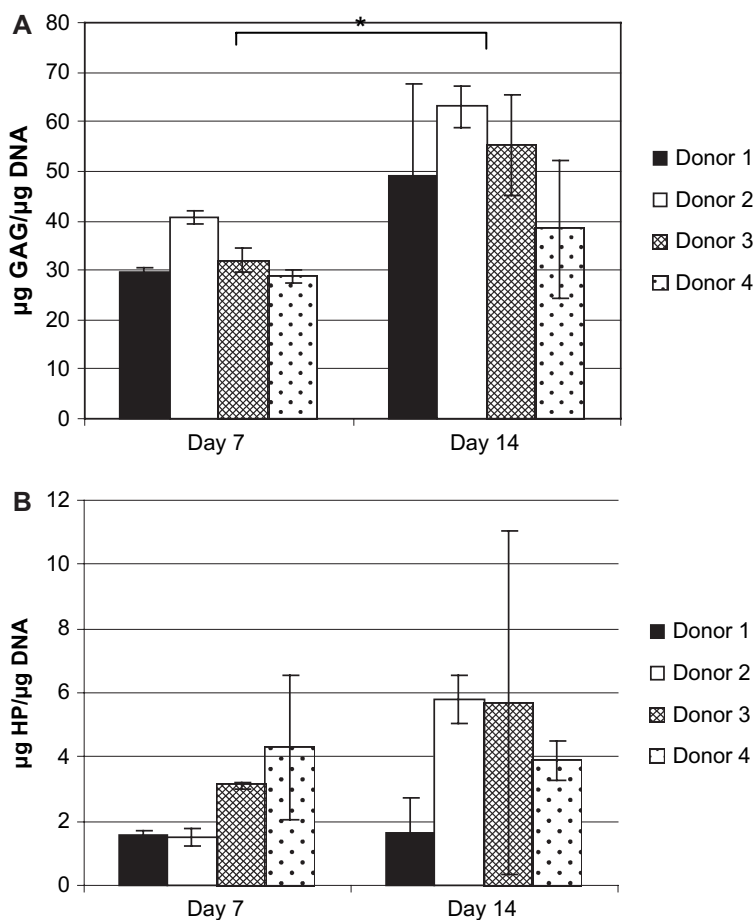 A
*
µg GAG/µg DNA
80
70
60
50
40
30
20
10
0
Day 7 Day 14
Donor 1
Donor 2
Donor 3
Donor 4
B
µg HP/µg DNA
12
10
8
6
4
2
0
Day 7 Day 14
Donor 1
Donor 2
Donor 3
Donor 4